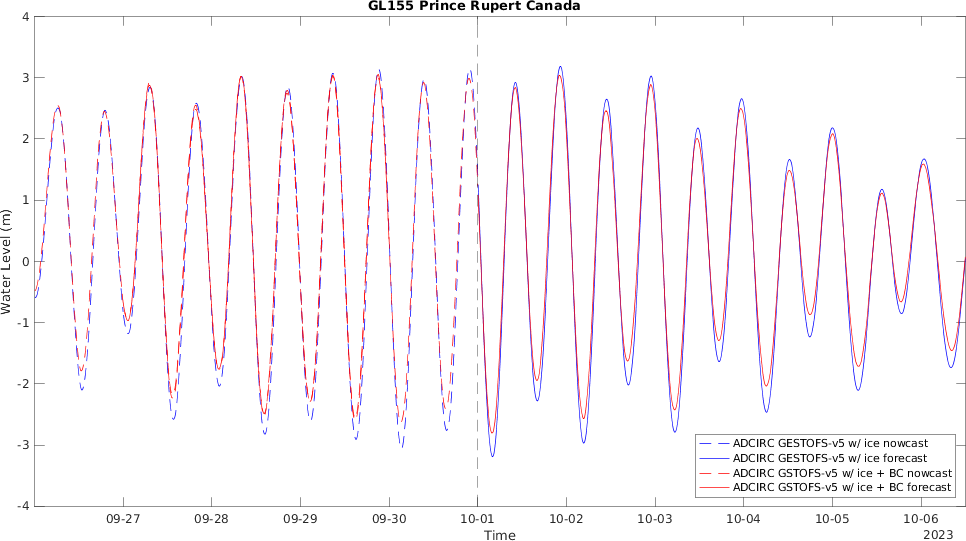 GL155 Prince Rupert Canada
4
3
2
1
0
-1
-2
-3
-4
Water Level (m)
09-27 09-28 09-29 09-30 10-01 10-02 10-03 10-04 10-05 10-06
Time
2023
ADCIRC GESTOFS-v5 w/ ice nowcast
ADCIRC GESTOFS-v5 w/ ice forecast
ADCIRC GSTOFS-v5 w/ ice + BC nowcast
ADCIRC GSTOFS-v5 w/ ice + BC forecast